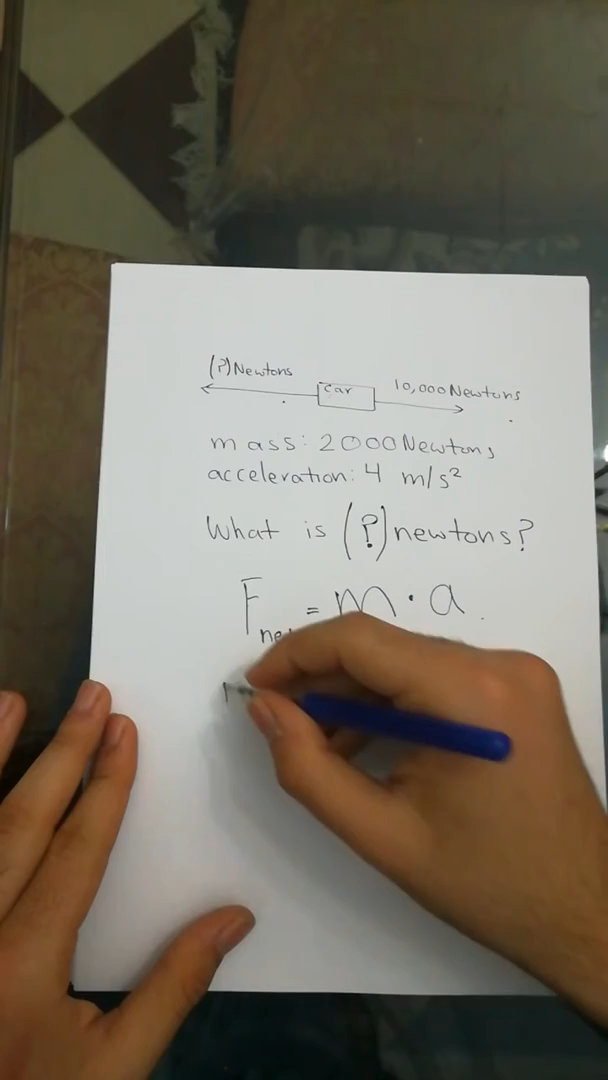 (?)Newtons
Car
10,000 Newtons
mass: 2000 Newtons
acceleration: 4 m/s²
What is (?) newtons?
F = m · a